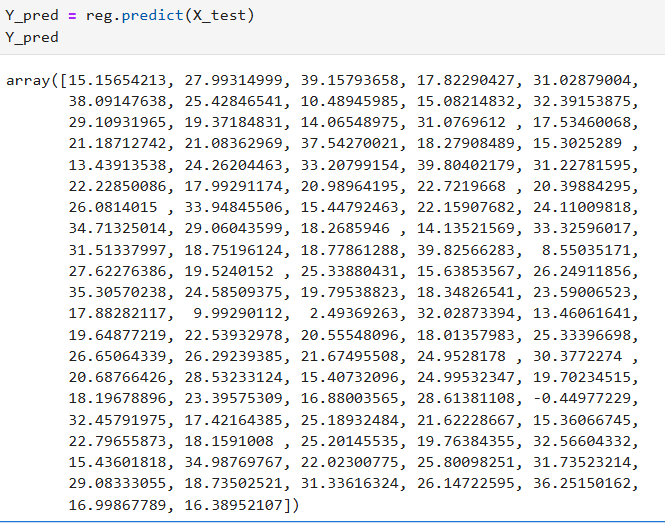 Y_pred = reg.predict(X_test)
Y_pred
array([15.15654213, 27.99314999, 39.15793658, 17.82290427, 31.02879004,
38.09147638, 25.42846541, 10.48945985, 15.08214832, 32.39153875,
29.10931965, 19.37184831, 14.06548975, 31.0769612 , 17.53460068,
21.18712742, 21.08362969, 37.54270021, 18.27908489, 15.3025289 ,
13.43913538, 24.26204463, 33.20799154, 39.80402179, 31.22781595,
22.22850086, 17.99291174, 20.98964195, 22.7219668 , 20.39884295,
26.0814015 , 33.94845506, 15.44792463, 22.15907682, 24.11009818,
34.71325014, 29.06043599, 18.2685946 , 14.13521569, 33.32596017,
31.51337997, 18.75196124, 18.77861288, 39.82566283, 8.55035171,
27.62276386, 19.5240152 , 25.33880431, 15.63853567, 26.24911856,
35.30570238, 24.58509375, 19.79538823, 18.34826541, 23.59006523,
17.88282117, 9.99290112, 2.49369263, 32.02873394, 13.46061641,
19.64877219, 22.53932978, 20.55548096, 18.01357983, 25.33396698,
26.65064339, 26.29239385, 21.67495508, 24.9528178 , 30.3772274 ,
20.68766426, 28.53233124, 15.40732096, 24.99532347, 19.70234515,
18.19678896, 23.39575309, 16.88003565, 28.61381108, -0.44977229,
32.45791975, 17.42164385, 25.18932484, 21.62228667, 15.36066745,
22.79655873, 18.1591008 , 25.20145535, 19.76384355, 32.56604332,
15.43601818, 34.98769767, 22.02300775, 25.80098251, 31.73523214,
29.08333055, 18.73502521, 31.33616324, 26.14722595, 36.25150162,
16.99867789, 16.38952107])